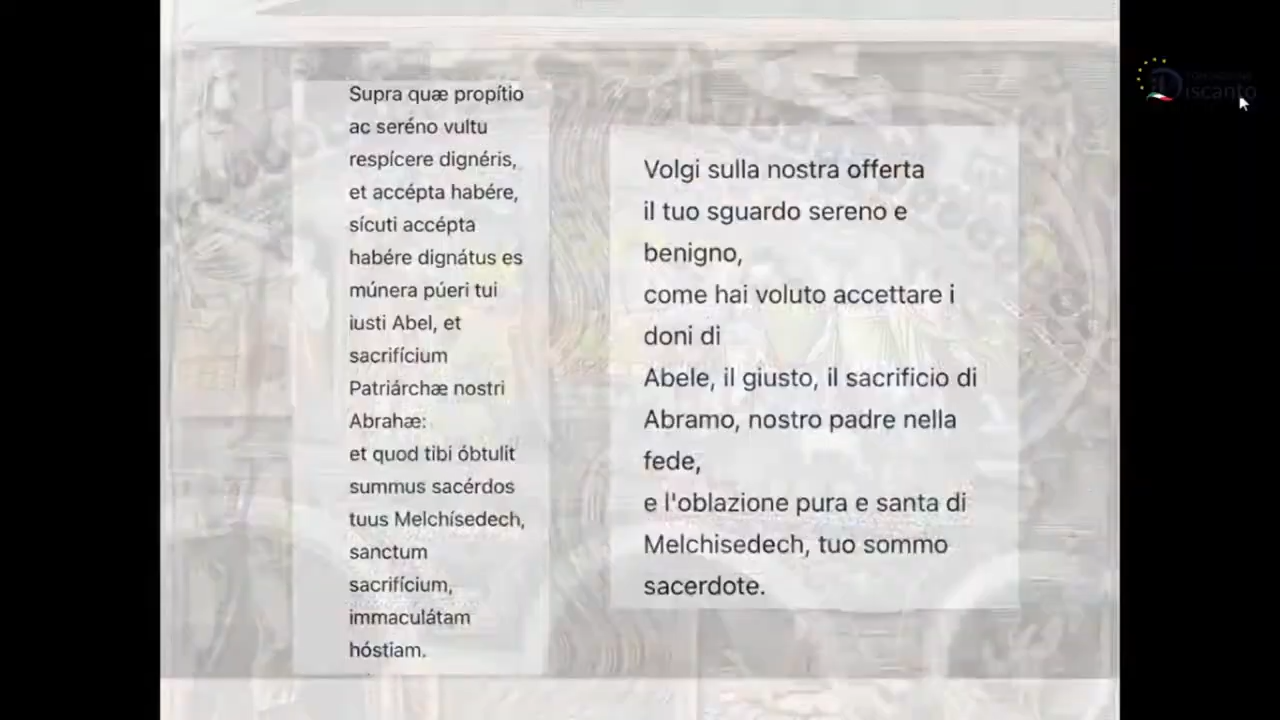 Supra quæ propítio
ac seréno vultu
respícere dignéris,
et accépta habére,
sícuti accépta
habére dignátus es
múnera púeri tui
iusti Abel, et
sacrifícium
Patriárchæ nostri
Abrahæ:
et quod tibi óbtulit
summus sacérdos
tuus Melchísedech,
sanctum
sacrifícium,
immaculátam
hóstiam.
Volgi sulla nostra offerta
il tuo sguardo sereno e
benigno,
come hai voluto accettare i
doni di
Abele, il giusto, il sacrificio di
Abramo, nostro padre nella
fede,
e l'oblazione pura e santa di
Melchisedech, tuo sommo
sacerdote.
il Discanto